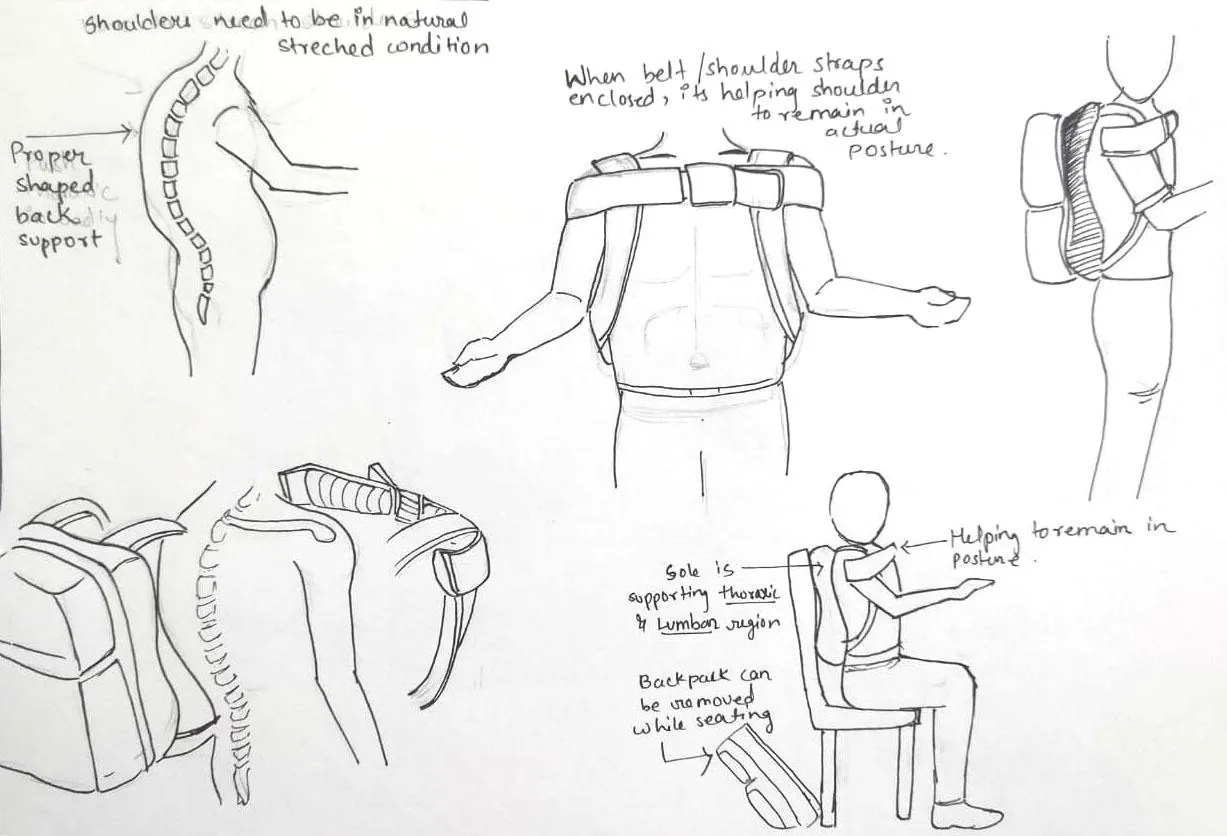 shoulders need to be in natural
streched condition
Proper
shaped
back
support
When belt/shoulder straps
enclosed, its helping shoulder
to remain in
actual
posture.
Sole is
supporting thoraxic
& Lumbar region
Helping to remain in
posture.
Backpack can
be removed
while seating